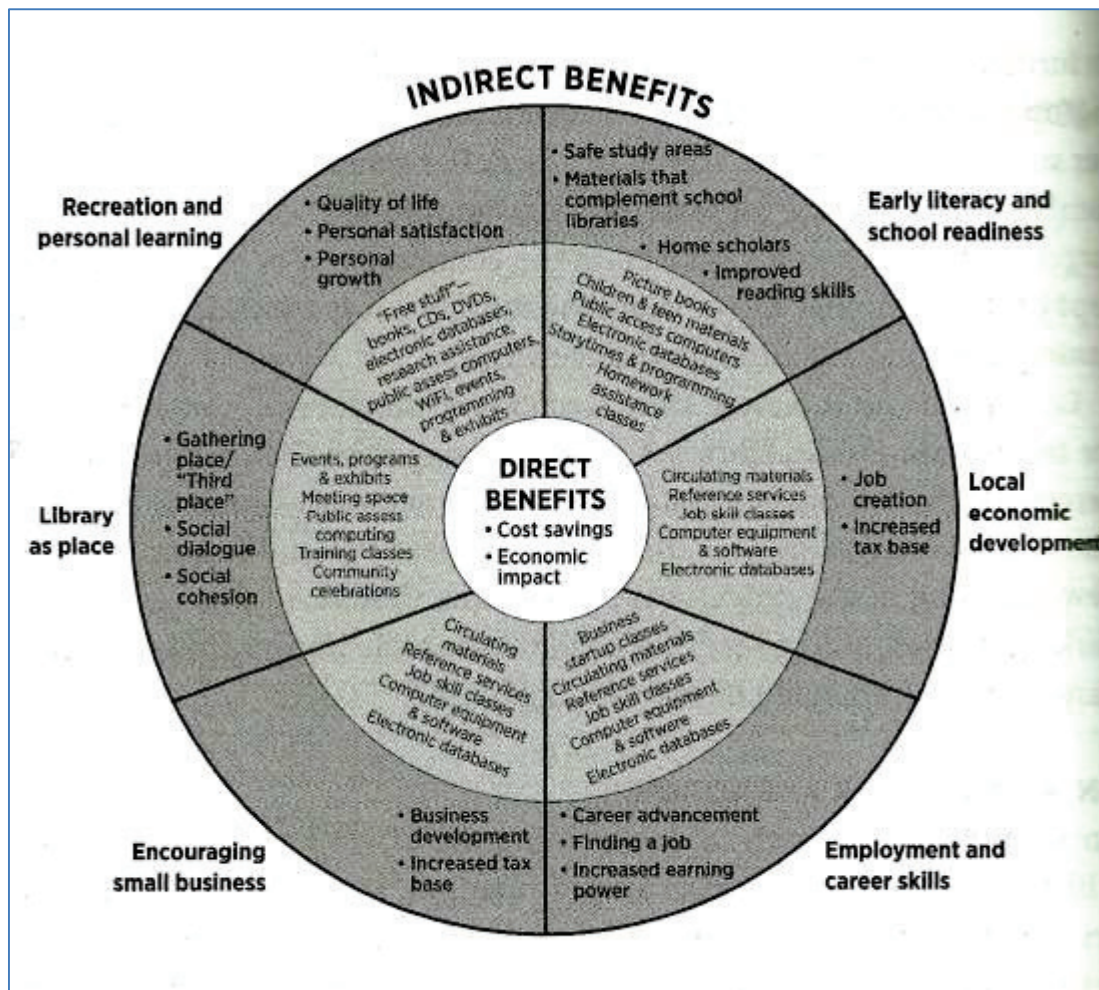 INDIRECT BENEFITS
Recreation and
personal learning
• Quality of life
• Personal satisfaction
• Personal
growth
"Free stuff"—
books, CDs, DVDs,
electronic databases,
research assistance,
public assess computers,
WiFi, events,
programming
& exhibits
• Safe study areas
• Materials that
complement school
libraries
• Home scholars
• Improved
reading skills
Early literacy and
school readiness
Picture books
Children & teen materials
Public access computers
Electronic databases
Storytimes & programming
Homework
assistance
classes
Library
as place
• Gathering
place/
"Third
place"
• Social
dialogue
• Social
cohesion
Events, programs
& exhibits
Meeting space
Public assess
computing
Training classes
Community
celebrations
DIRECT
BENEFITS
• Cost savings
• Economic
impact
Circulating materials
Reference services
Job skill classes
Computer equipment
& software
Electronic databases
• Job
creation
• Increased
tax base
Local
economic
development
Encouraging
small business
Circulating
materials
Reference services
Job skill classes
Computer equipment
& software
Electronic databases
• Business
development
• Increased tax
base
Business
startup classes
Circulating materials
Reference services
Job skill classes
Computer equipment
& software
Electronic databases
• Career advancement
• Finding a job
• Increased earning
power
Employment and
career skills